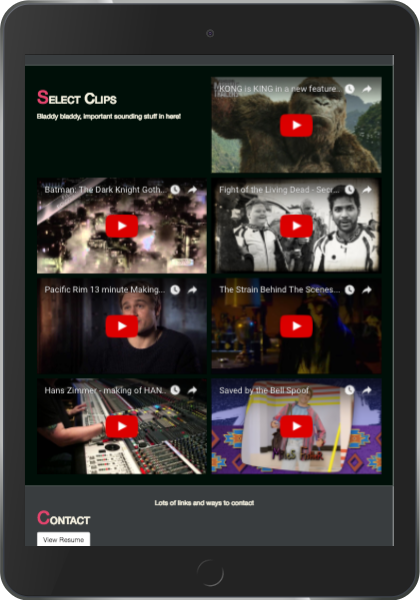 Select Clips
Bladdy bladdy, important sounding stuff in here!
KONG is KING in a new feature...
Batman: The Dark Knight Goth
Fight of the Living Dead - Secr...
Pacific Rim 13 minute Making...
The Strain Behind The Scenes...
Hans Zimmer - making of HAN...
Saved by the Bell Spoof
Lots of links and ways to contact
Contact
View Resume